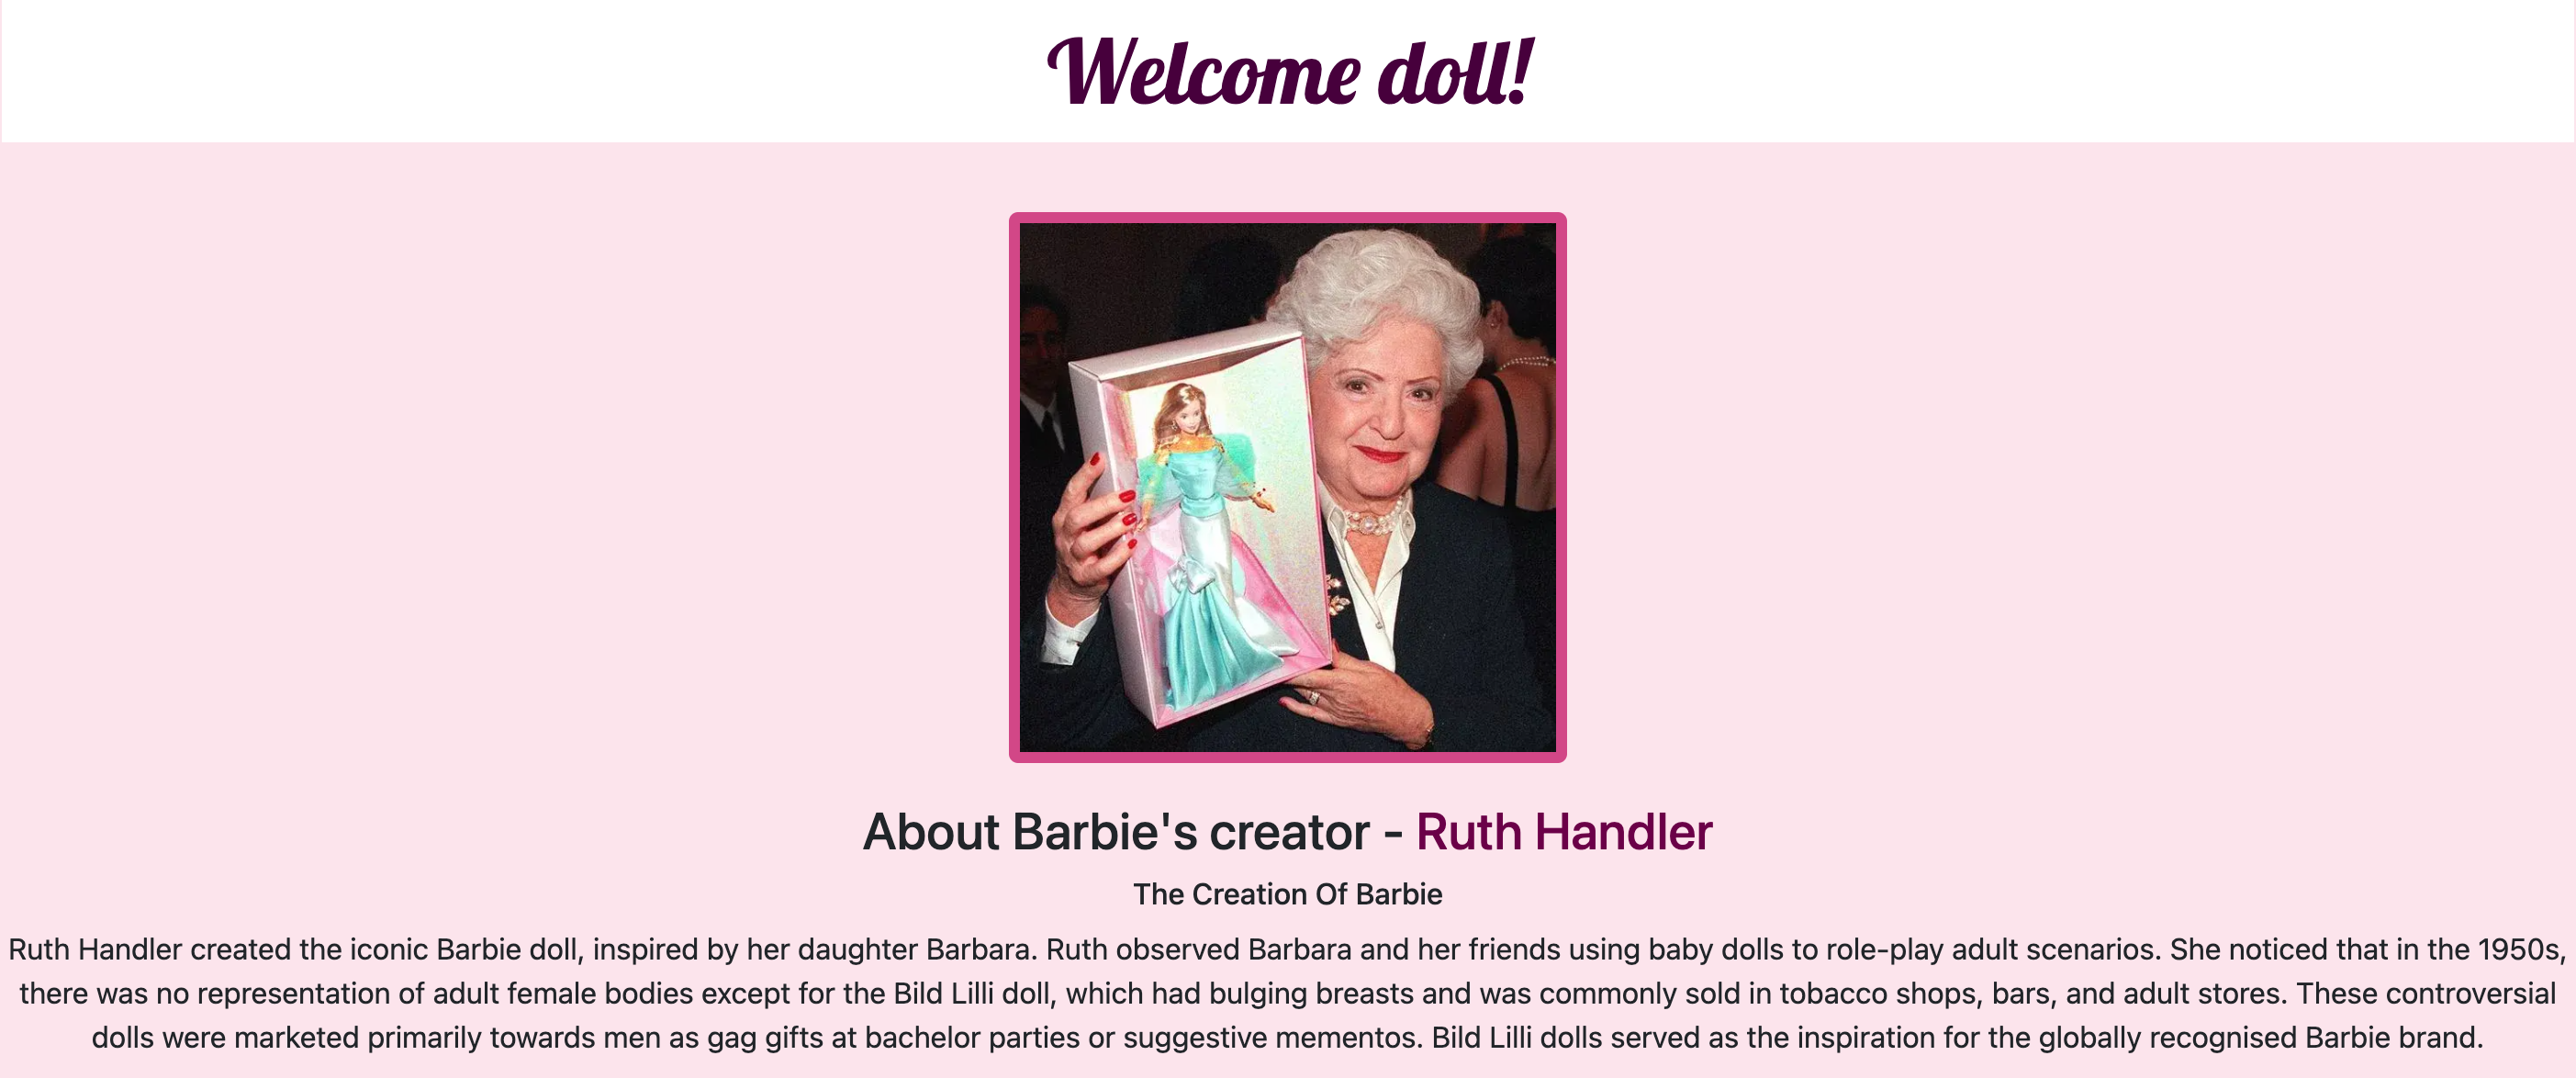 Welcome doll!
About Barbie's creator - Ruth Handler
The Creation Of Barbie
Ruth Handler created the iconic Barbie doll, inspired by her daughter Barbara. Ruth observed Barbara and her friends using baby dolls to role-play adult scenarios. She noticed that in the 1950s,
there was no representation of adult female bodies except for the Bild Lilli doll, which had bulging breasts and was commonly sold in tobacco shops, bars, and adult stores. These controversial
dolls were marketed primarily towards men as gag gifts at bachelor parties or suggestive mementos. Bild Lilli dolls served as the inspiration for the globally recognised Barbie brand.